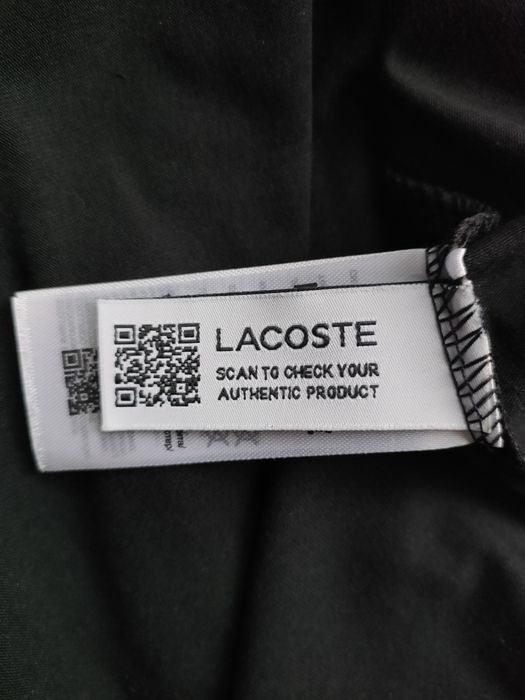 LACOSTE
SCAN TO CHECK YOUR
AUTHENTIC PRODUCT